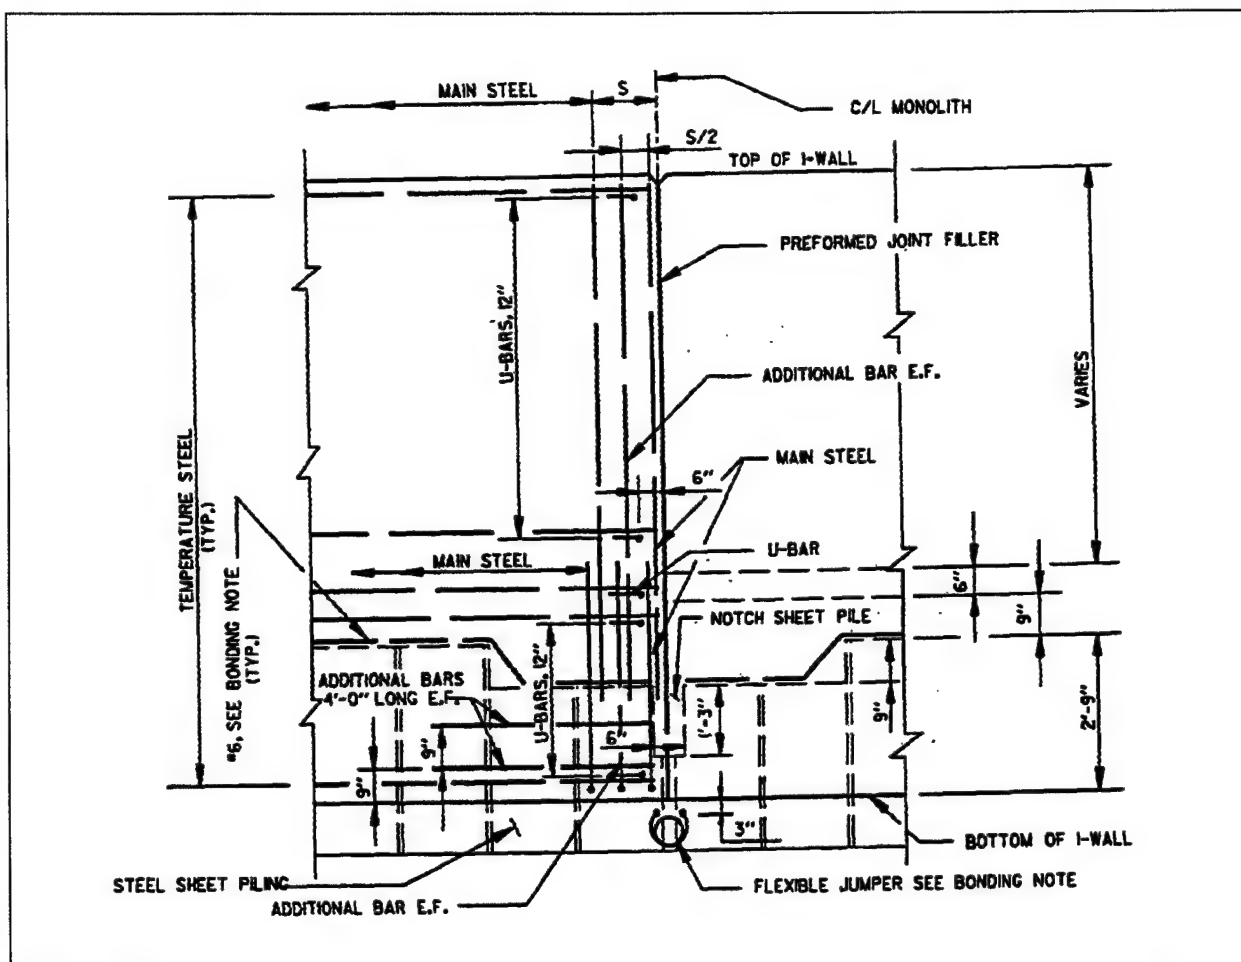 MAIN STEEL
S
C/L MONOLITH
S/2
TOP OF I-WALL
PREFORMED JOINT FILLER
U-BARS, 12"
ADDITIONAL BAR E.F.
VARIES
TEMPERATURE STEEL
(TYP.)
MAIN STEEL
6"
#6, SEE BONDING NOTE
(TYP.)
MAIN STEEL
U-BAR
6"
9"
NOTCH SHEET PILE
ADDITIONAL BARS
4'-0" LONG E.F.
U-BARS, 12"
1'-3"
9"
2'-9"
6"
9"
9"
3"
BOTTOM OF I-WALL
STEEL SHEET PILING
FLEXIBLE JUMPER SEE BONDING NOTE
ADDITIONAL BAR E.F.